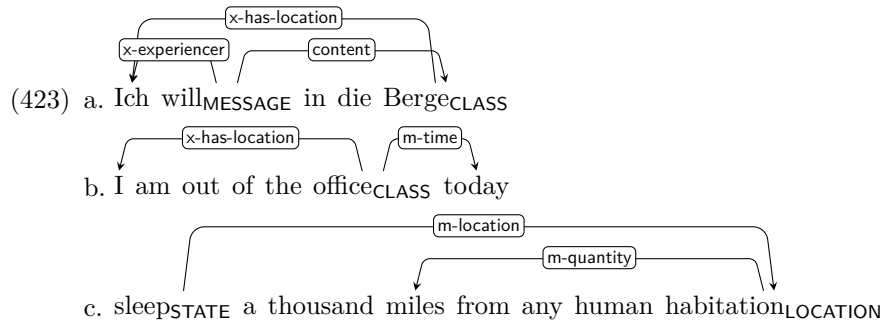 x-has-location
x-experiencer content
(423) a. Ich willMESSAGE in die BergeCLASS
x-has-location m-time
b. I am out of the officeCLASS today
m-location
m-quantity
c. sleepSTATE a thousand miles from any human habitationLOCATION